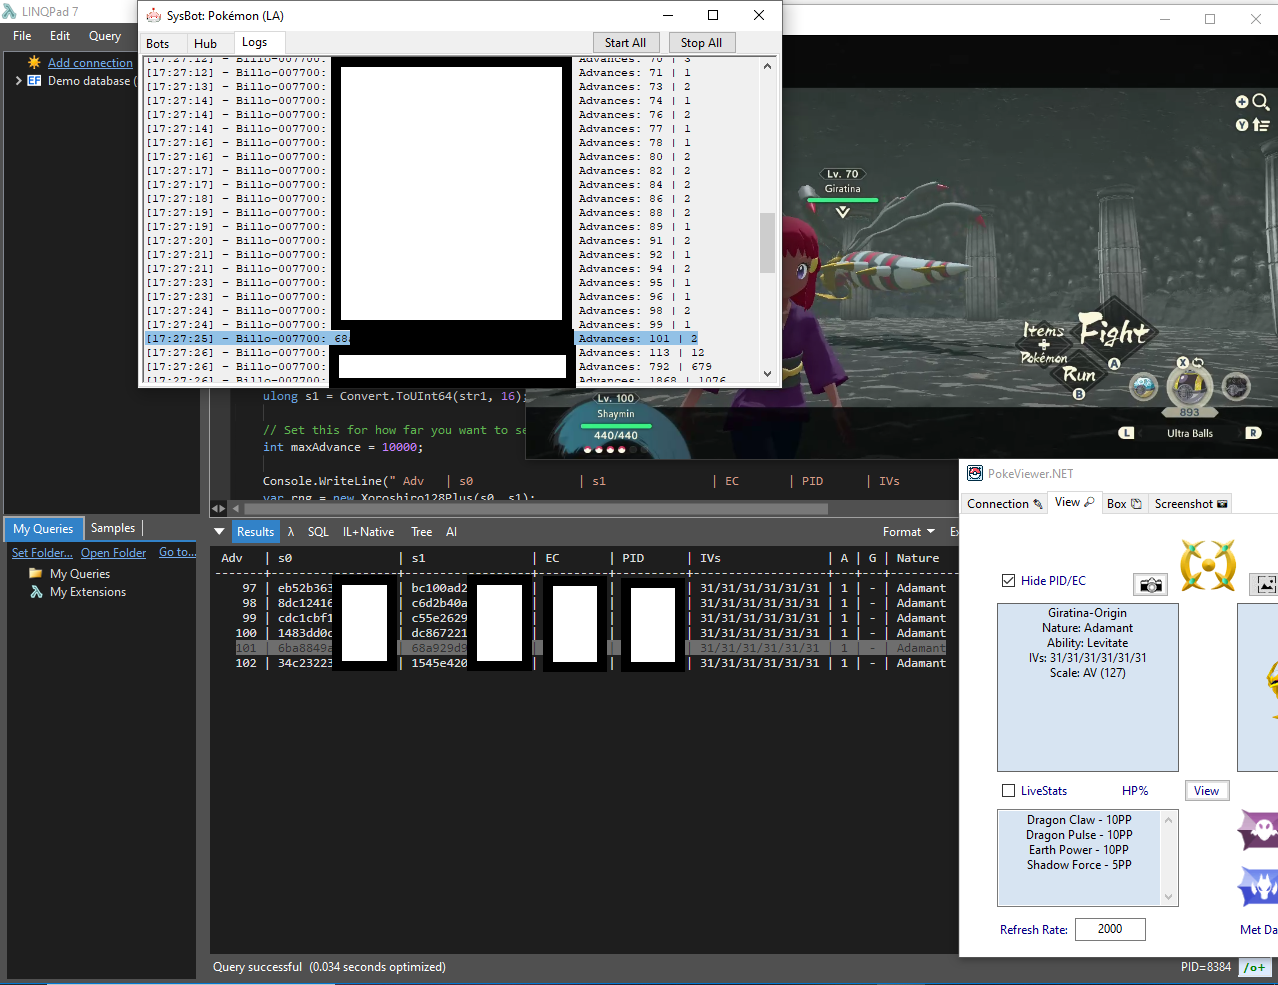 LINQPad 7
File Edit Query
Add connection
EF Demo database (
SysBot: Pokémon (LA)
Bots Hub Logs Start All Stop All
[17:27:12] - Billo-007700: Advances: 70 | 3
[17:27:12] - Billo-007700: Advances: 71 | 1
[17:27:13] - Billo-007700: Advances: 73 | 2
[17:27:14] - Billo-007700: Advances: 74 | 1
[17:27:14] - Billo-007700: Advances: 76 | 2
[17:27:14] - Billo-007700: Advances: 77 | 1
[17:27:16] - Billo-007700: Advances: 78 | 1
[17:27:16] - Billo-007700: Advances: 80 | 2
[17:27:17] - Billo-007700: Advances: 82 | 2
[17:27:17] - Billo-007700: Advances: 84 | 2
[17:27:18] - Billo-007700: Advances: 86 | 2
[17:27:19] - Billo-007700: Advances: 88 | 2
[17:27:19] - Billo-007700: Advances: 89 | 1
[17:27:20] - Billo-007700: Advances: 91 | 2
[17:27:21] - Billo-007700: Advances: 92 | 1
[17:27:21] - Billo-007700: Advances: 94 | 2
[17:27:23] - Billo-007700: Advances: 95 | 1
[17:27:23] - Billo-007700: Advances: 96 | 1
[17:27:24] - Billo-007700: Advances: 98 | 2
[17:27:24] - Billo-007700: Advances: 99 | 1
[17:27:25] - Billo-007700: 68a Advances: 101 | 2
[17:27:26] - Billo-007700: Advances: 113 | 12
[17:27:26] - Billo-007700: Advances: 792 | 679
[17:27:26] - Billo-007700: Advances: 1868 | 1076
Y
Lv. 70
Giratina
Items
+
Pokémon
Fight
A
Run
B
X
893
L Ultra Balls R
Lv. 100
Shaymin
440/440
ulong s1 = Convert.ToUInt64(str1, 16);
// Set this for how far you want to se
int maxAdvance = 10000;
Console.WriteLine(" Adv | s0 | s1 | EC | PID | IVs
var rng = new Xoroshiro128Plus(s0, s1);
My Queries Samples
Set Folder... Open Folder Go to...
My Queries
My Extensions
Results λ SQL IL+Native Tree AI Format Ex
Adv | s0 | s1 | EC | PID | IVs | A | G | Nature
97 | eb52b363 bc100ad2 | | | 31/31/31/31/31/31 | 1 | - | Adamant
98 | 8dc12416 c6d2b40a | | | 31/31/31/31/31/31 | 1 | - | Adamant
99 | cdc1cbf1 c55e2629 | | | 31/31/31/31/31/31 | 1 | - | Adamant
100 | 1483dd0c dc867221 | | | 31/31/31/31/31/31 | 1 | - | Adamant
101 | 6ba8849a 68a929d9 | | | 31/31/31/31/31/31 | 1 | - | Adamant
102 | 34c23223 1545e420 | | | 31/31/31/31/31/31 | 1 | - | Adamant
Query successful (0.034 seconds optimized)
PID=8384 /o+
PokeViewer.NET
Connection View Box Screenshot
Hide PID/EC
Giratina-Origin
Nature: Adamant
Ability: Levitate
IVs: 31/31/31/31/31/31
Scale: AV (127)
LiveStats HP% View
Dragon Claw - 10PP
Dragon Pulse - 10PP
Earth Power - 10PP
Shadow Force - 5PP
Refresh Rate: 2000 Met Da